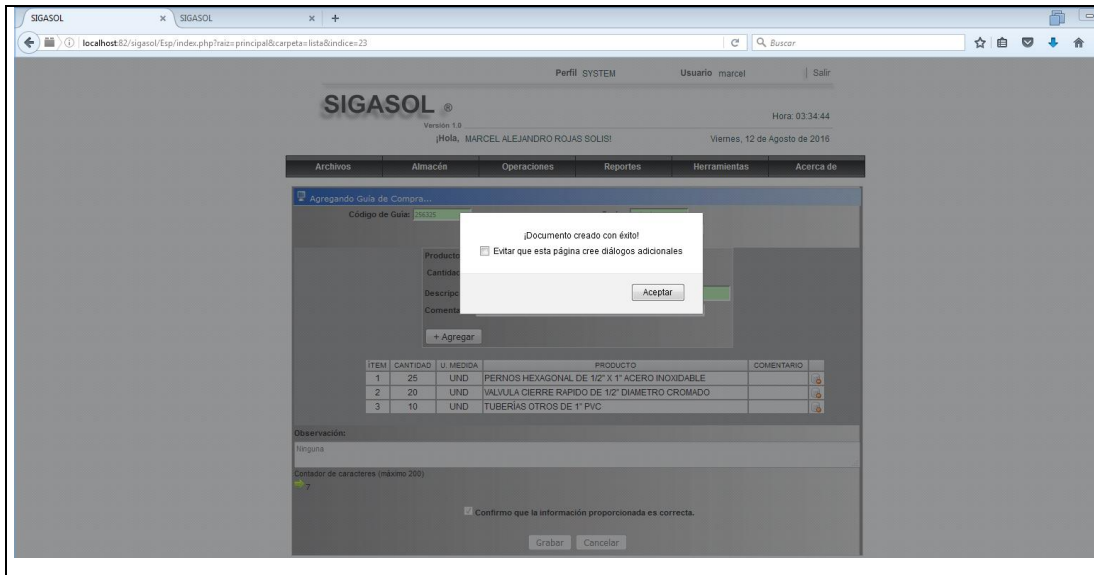 SIGASOL
SIGASOL
localhost:82/sigasol/Esp/index.php?raiz=principal&carpeta=lista&indice=23
Buscar
Perfil SYSTEM Usuario marcel | Salir
SIGASOL ®
Versión 1.0
Hora: 03:34:44
¡Hola, MARCEL ALEJANDRO ROJAS SOLIS! Viernes, 12 de Agosto de 2016
Archivos Almacén Operaciones Reportes Herramientas Acerca de
Agregando Guía de Compra...
Código de Guía: 256325
¡Documento creado con éxito!
Evitar que esta página cree diálogos adicionales
Aceptar
Producto
Cantidad
Descripc
Comenta
+ Agregar
ÍTEM CANTIDAD U. MEDIDA PRODUCTO COMENTARIO
1 25 UND PERNOS HEXAGONAL DE 1/2" X 1" ACERO INOXIDABLE
2 20 UND VALVULA CIERRE RAPIDO DE 1/2" DIAMETRO CROMADO
3 10 UND TUBERÍAS OTROS DE 1" PVC
Observación:
Ninguna
Contador de caracteres (máximo 200)
7
Confirmo que la información proporcionada es correcta.
Grabar Cancelar